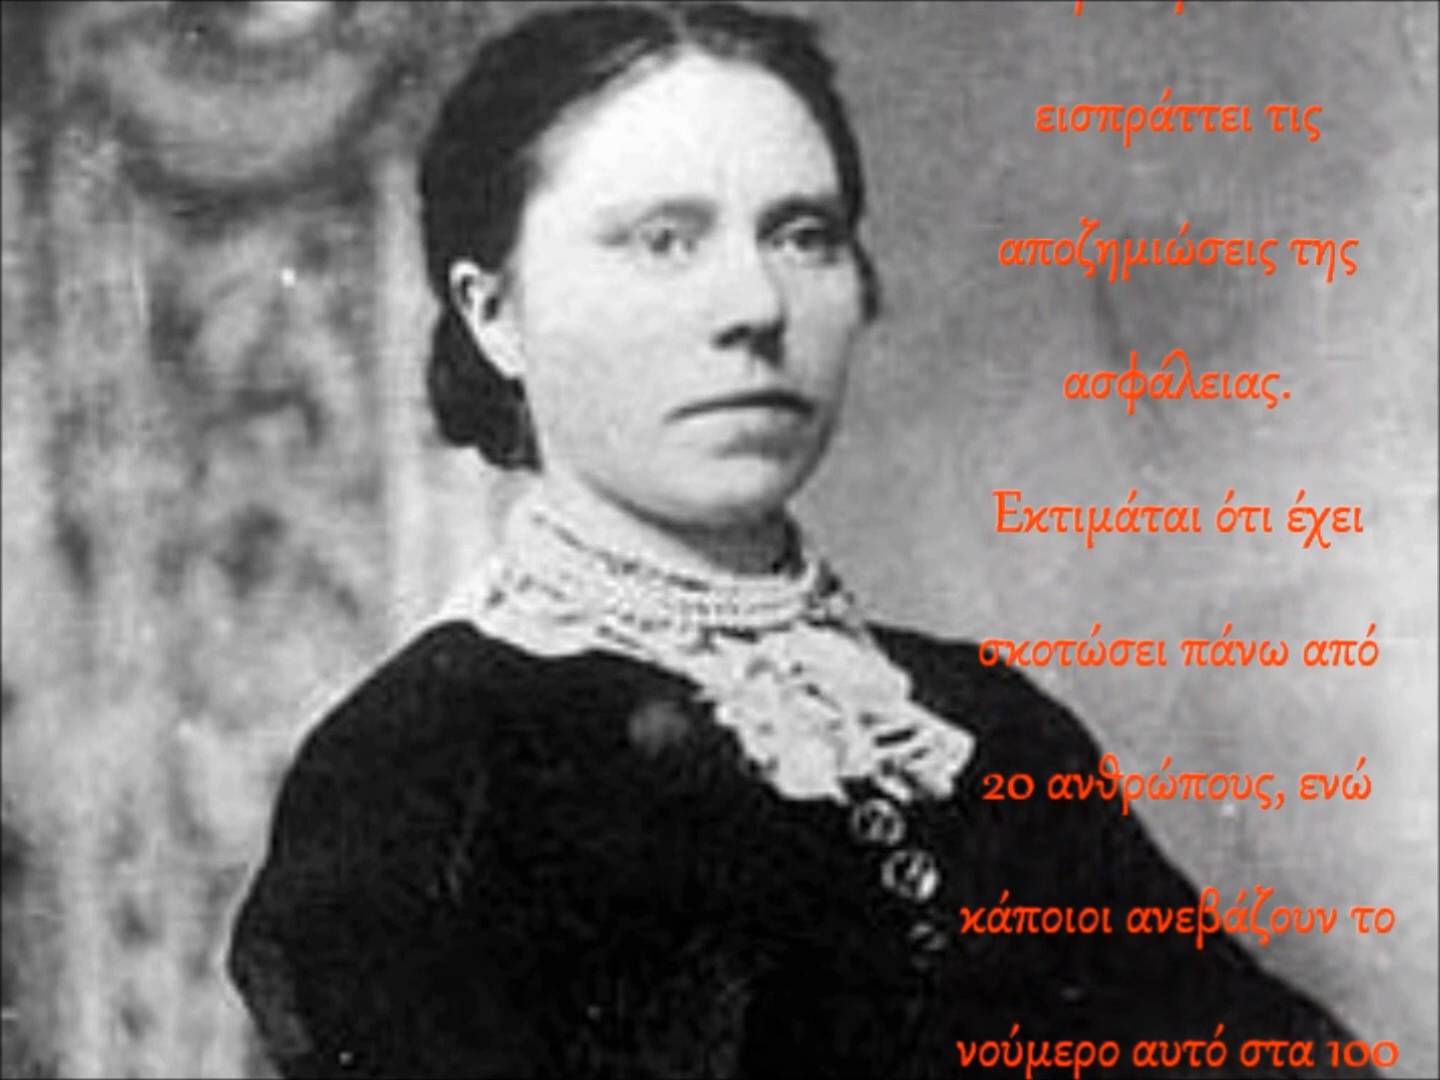 εισπράττει τις
αποζημιώσεις της
ασφάλειας.
Εκτιμάται ότι έχει
σκοτώσει πάνω από
20 ανθρώπους, ενώ
κάποιοι ανεβάζουν το
νούμερο αυτό στα 100